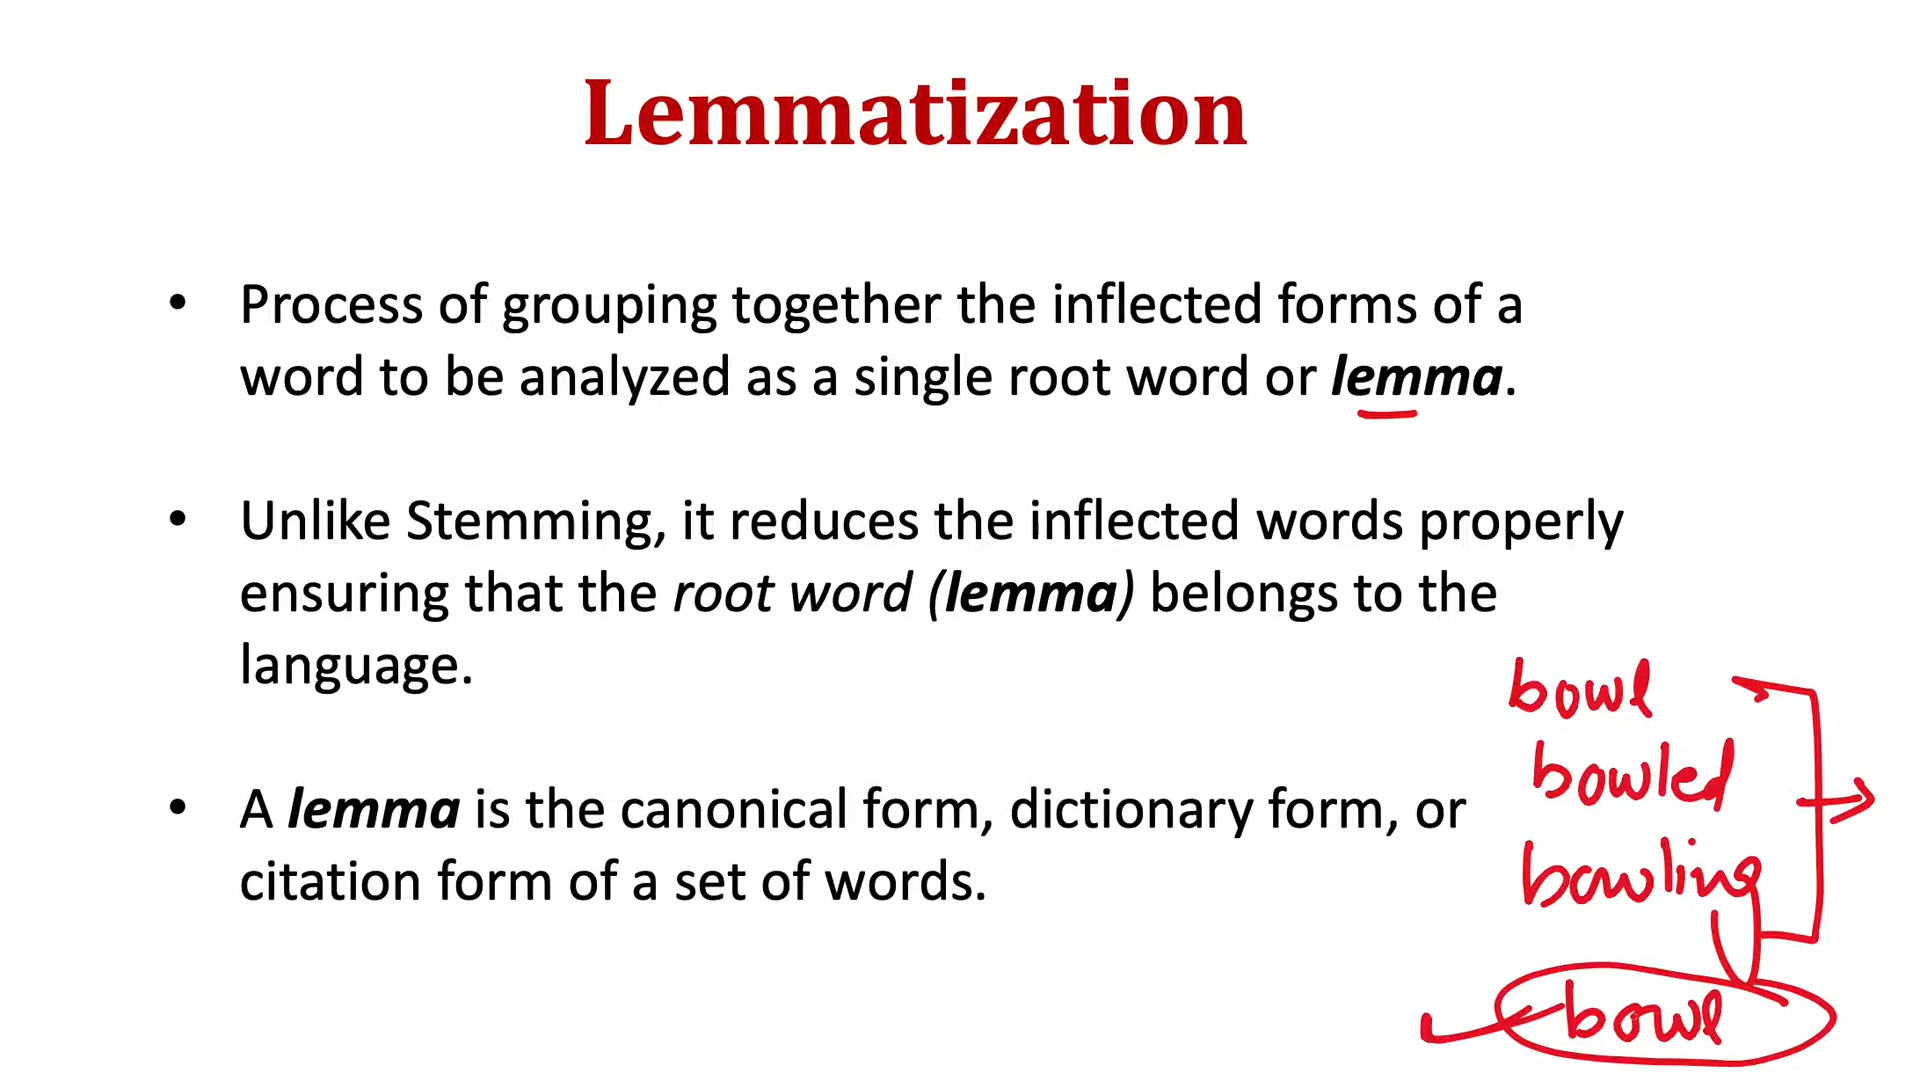 Lemmatization
• Process of grouping together the inflected forms of a
word to be analyzed as a single root word or lemma.
• Unlike Stemming, it reduces the inflected words properly
ensuring that the root word (lemma) belongs to the
language.
• A lemma is the canonical form, dictionary form, or
citation form of a set of words.
bowl
bowled
bowling
bowl